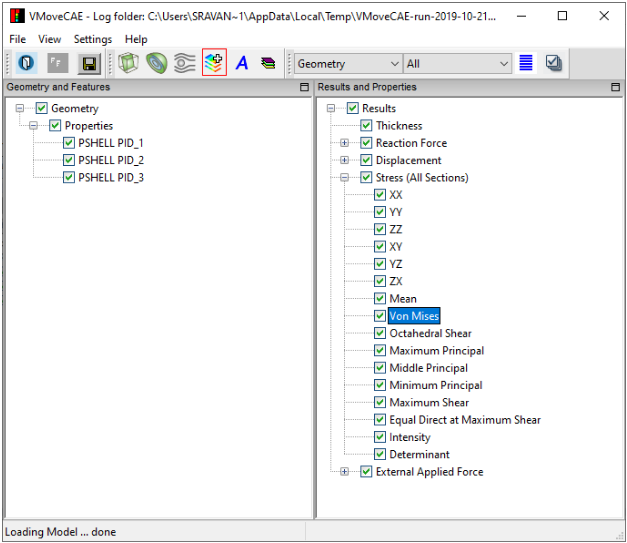 VMoveCAE - Log folder: C:\Users\SRAVAN~1\AppData\Local\Temp\VMoveCAE-run-2019-10-21...
File View Settings Help
A Geometry All
Geometry and Features
Geometry
Properties
PSHELL PID_1
PSHELL PID_2
PSHELL PID_3
Results and Properties
Results
Thickness
Reaction Force
Displacement
Stress (All Sections)
XX
YY
ZZ
XY
YZ
ZX
Mean
Von Mises
Octahedral Shear
Maximum Principal
Middle Principal
Minimum Principal
Maximum Shear
Equal Direct at Maximum Shear
Intensity
Determinant
External Applied Force
Loading Model ... done